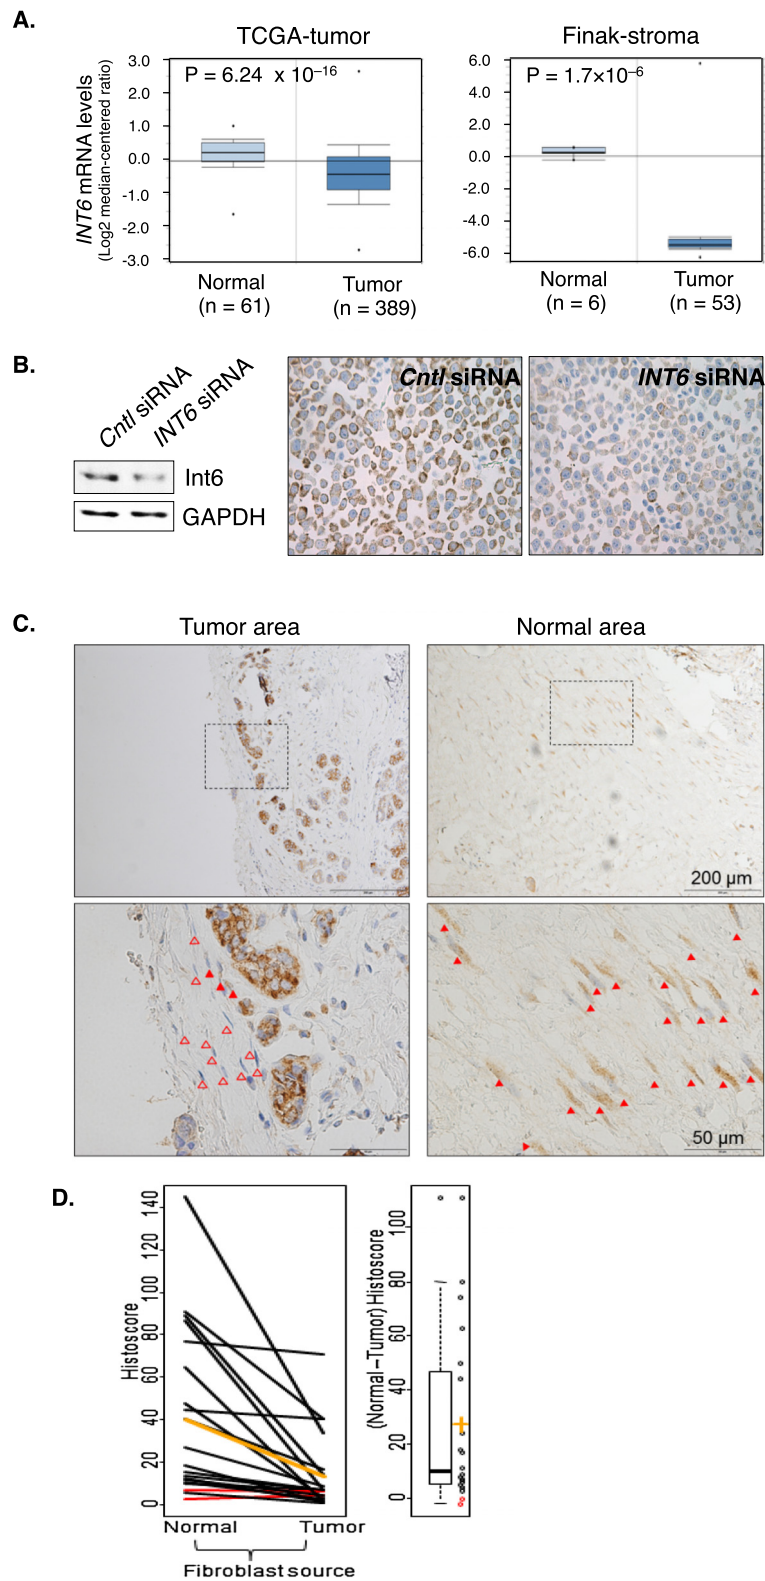 A.
TCGA-tumor
Finak-stroma
INT6 mRNA levels
(Log2 median-centered ratio)
3.0
2.0
1.0
0.0
-1.0
-2.0
-3.0
P = 6.24 x 10⁻¹⁶
Normal
(n = 61)
Tumor
(n = 389)
6.0
4.0
2.0
0.0
-2.0
-4.0
-6.0
P = 1.7×10⁻⁶
Normal
(n = 6)
Tumor
(n = 53)
B.
Cntl siRNA
INT6 siRNA
Int6
GAPDH
Cntl siRNA
INT6 siRNA
C.
Tumor area
Normal area
200 μm
50 μm
D.
Histoscore
140
120
100
80
60
40
20
0
Normal
Tumor
Fibroblast source
(Normal−Tumor) Histoscore
100
80
60
40
20
0